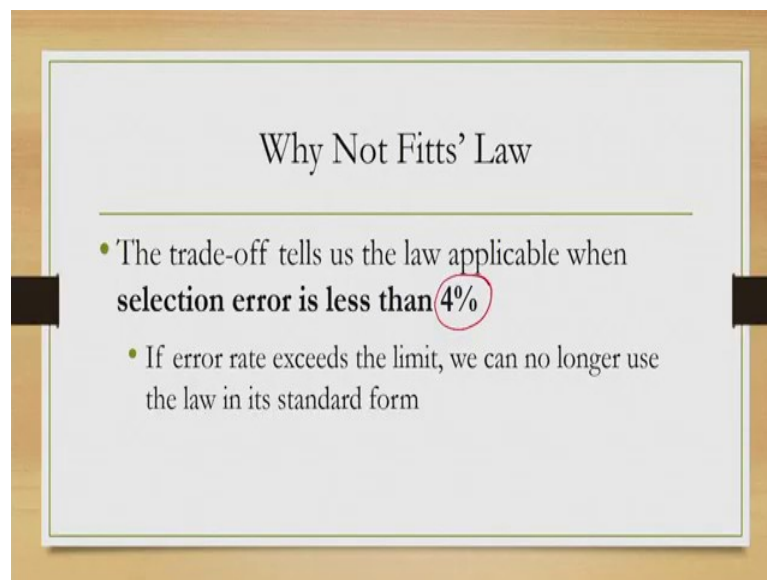 Why Not Fitts’ Law
• The trade-off tells us the law applicable when
selection error is less than 4%
• If error rate exceeds the limit, we can no longer use
the law in its standard form